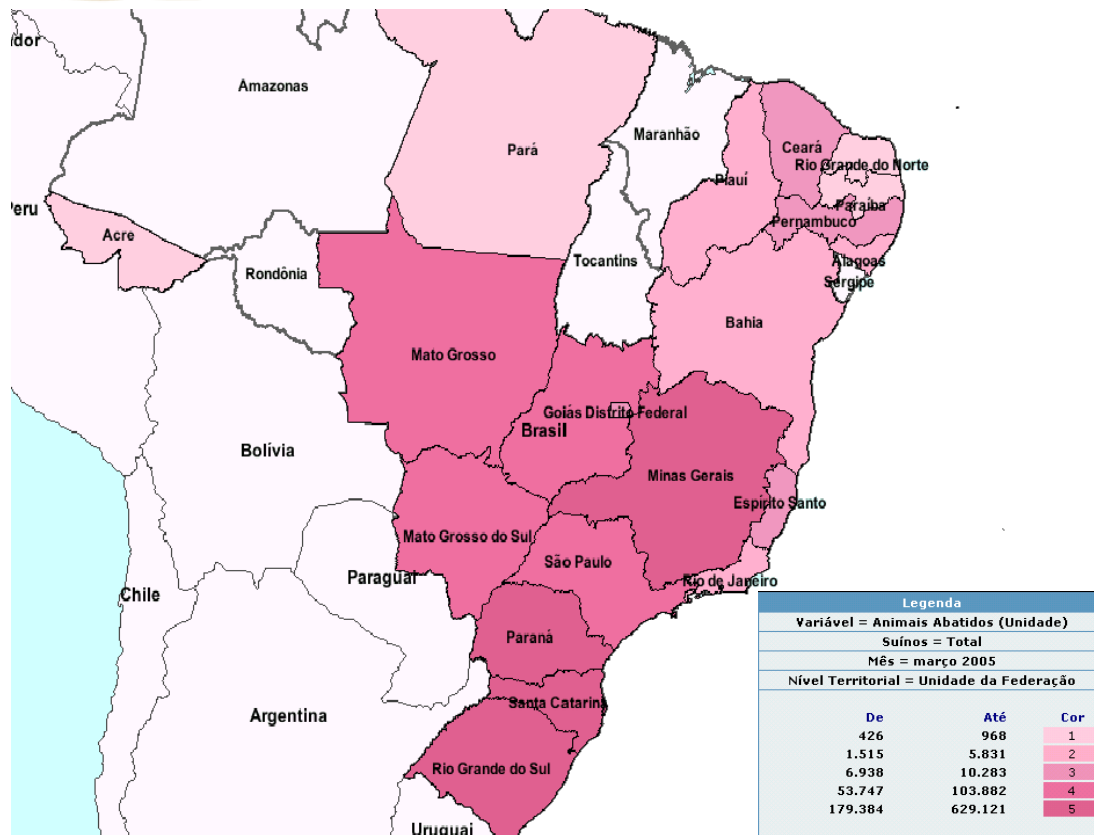 dor
Amazonas
Maranhão
Pará
Ceará
Rio Grande do Norte
Piauí
Paraíba
Pernambuco
Peru
Acre
Alagoas
Sergipe
Rondônia
Tocantins
Bahia
Mato Grosso
Goiás Distrito Federal
Brasil
Bolívia
Minas Gerais
Espírito Santo
Mato Grosso do Sul
São Paulo
Paraguai
Rio de Janeiro
Chile
Paraná
Santa Catarina
Argentina
Rio Grande do Sul
Uruguai
Legenda
Variável = Animais Abatidos (Unidade)
Suínos = Total
Mês = março 2005
Nível Territorial = Unidade da Federação
De Até Cor
426 968 1
1.515 5.831 2
6.938 10.283 3
53.747 103.882 4
179.384 629.121 5